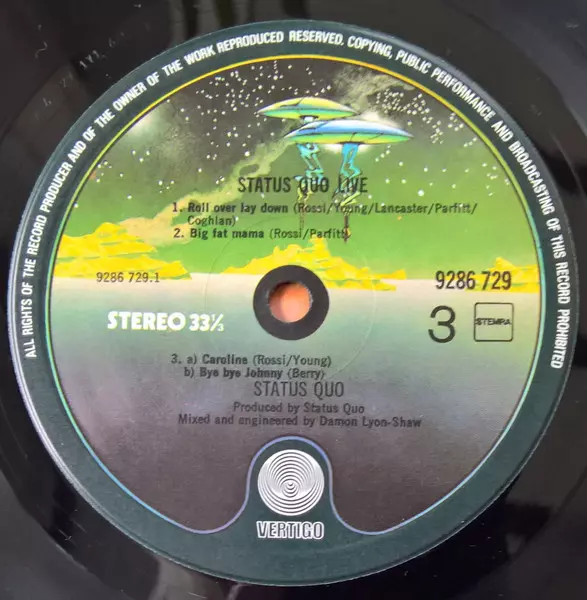 ALL RIGHTS OF THE RECORD PRODUCER AND OF THE OWNER OF THE WORK REPRODUCED RESERVED. COPYING, PUBLIC PERFORMANCE AND BROADCASTING OF THIS RECORD PROHIBITED
STATUS QUO LIVE
1. Roll over lay down (Rossi/Young/Lancaster/Parfitt/
Coghlan)
2. Big fat mama (Rossi/Parfitt)
9286 729.1
9286 729
STEREO 33⅓
3
STEMRA
3. a) Caroline (Rossi/Young)
b) Bye bye Johnny (Berry)
STATUS QUO
Produced by Status Quo
Mixed and engineered by Damon Lyon-Shaw
VERTIGO